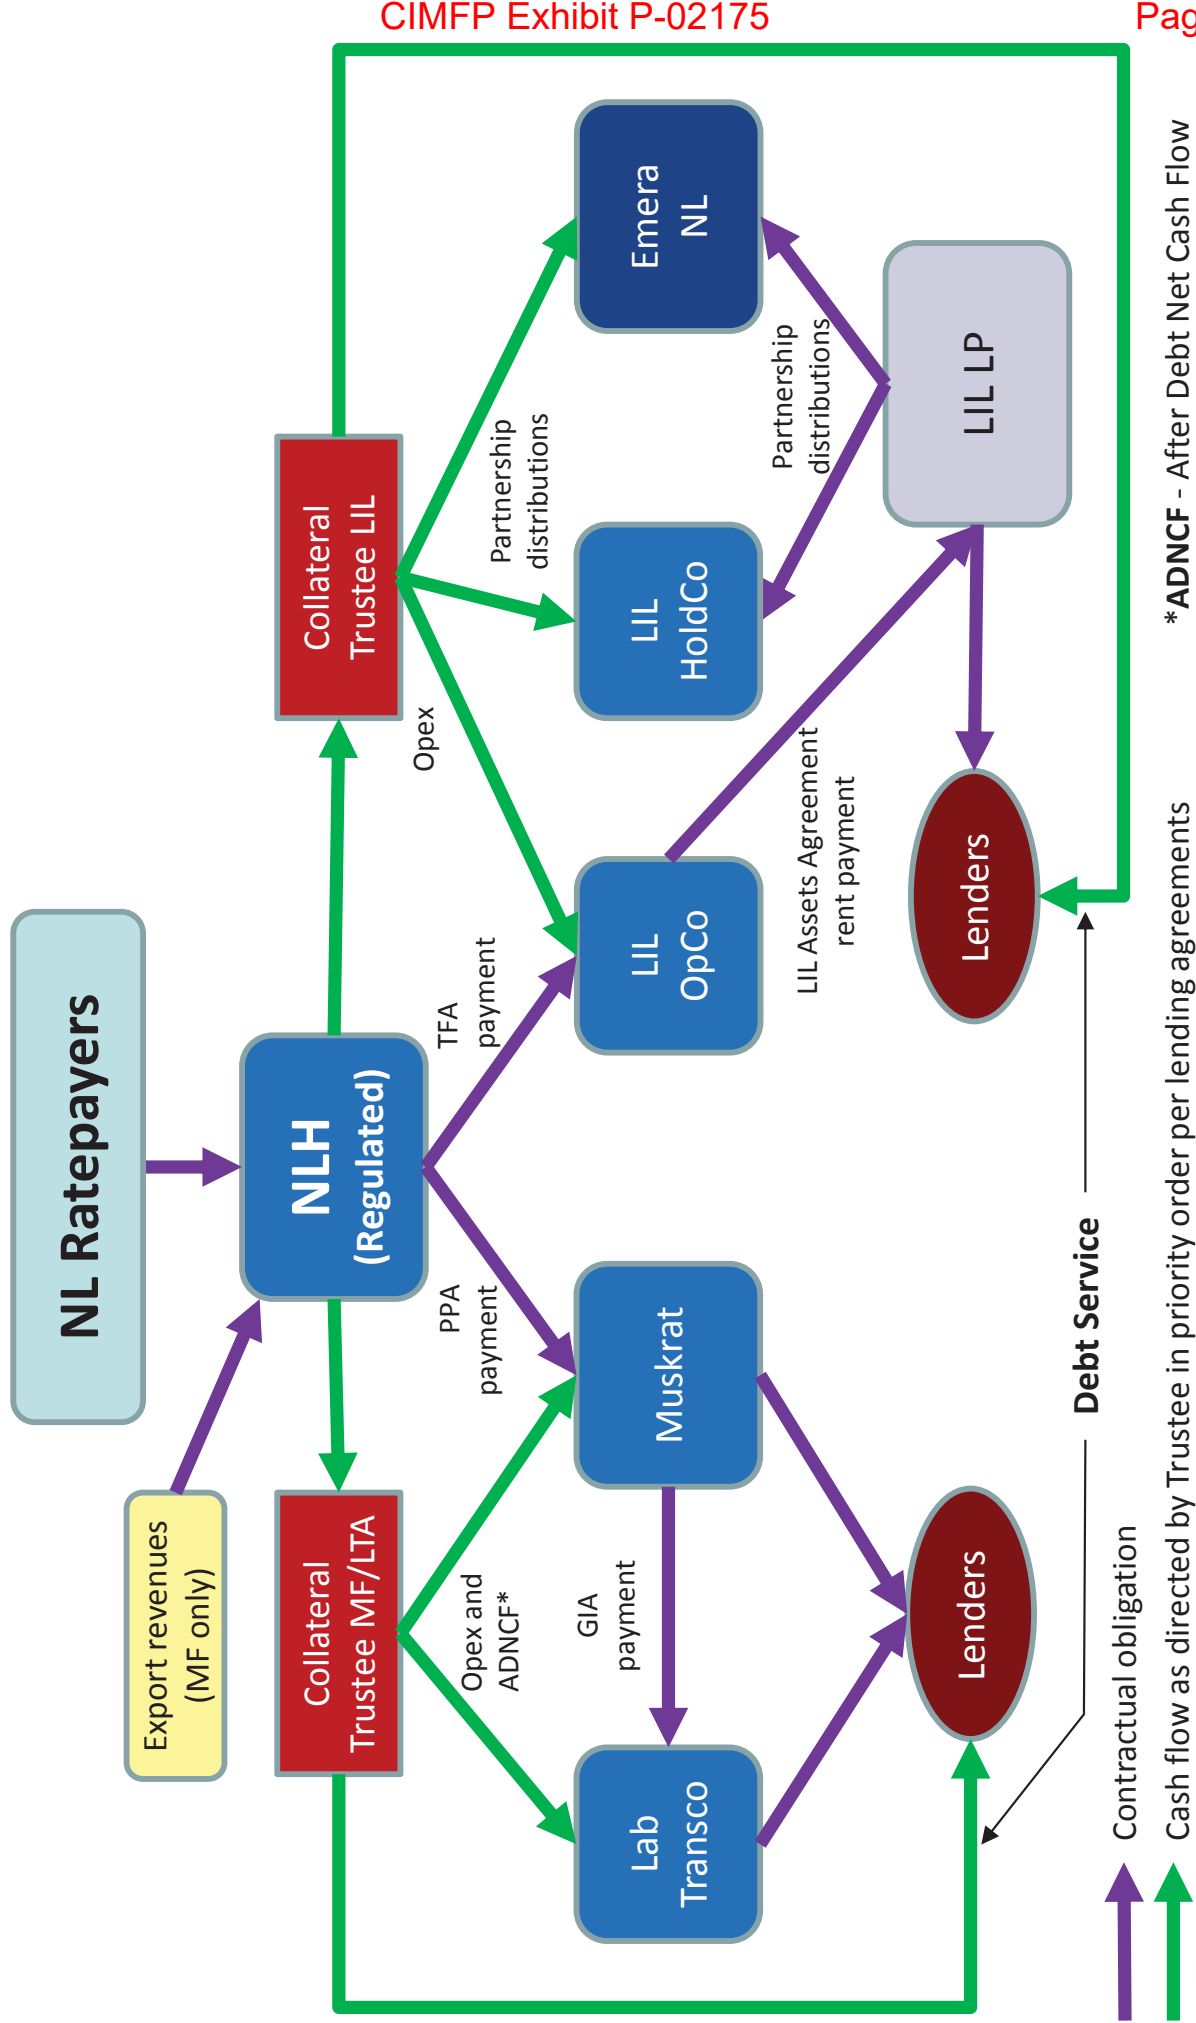 CIMFP Exhibit P-02175
Pag
NL Ratepayers
Export revenues
(MF only)
NLH
(Regulated)
Collateral
Trustee MF/LTA
Collateral
Trustee LIL
Opex and
ADNCF*
PPA
payment
TFA
payment
Opex
Partnership
distributions
Lab
Transco
GIA
payment
Muskrat
LIL
OpCo
LIL
HoldCo
Emera
NL
LIL Assets Agreement
rent payment
Partnership
distributions
Lenders
Lenders
LIL LP
Debt Service
Contractual obligation
Cash flow as directed by Trustee in priority order per lending agreements
*ADNCF - After Debt Net Cash Flow